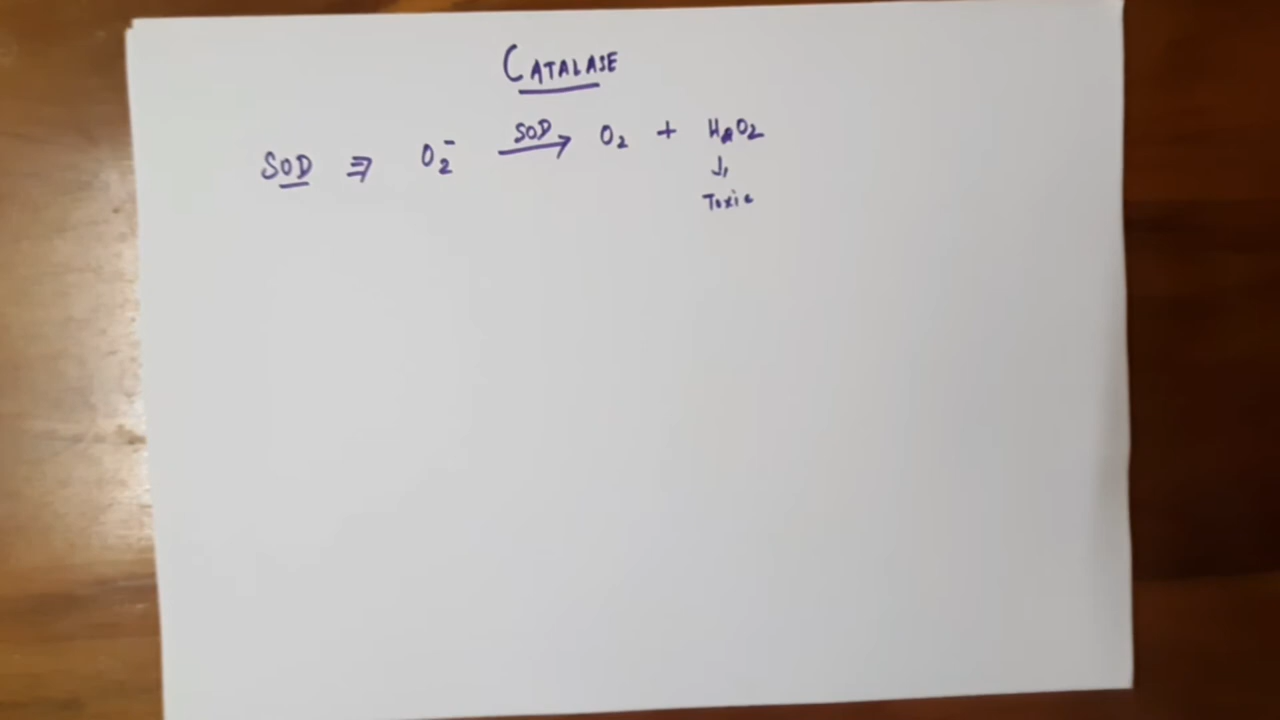 CATALASE
SOD ⇒ O₂⁻ SOD → O₂ + H₂O₂
↓
Toxic